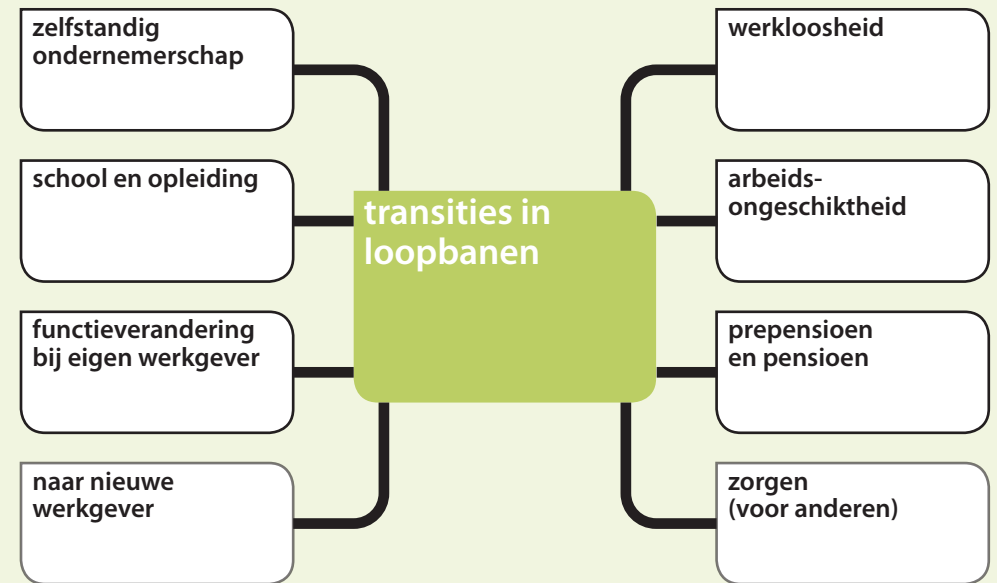 zelfstandig
ondernemerschap
school en opleiding
functieverandering
bij eigen werkgever
naar nieuwe
werkgever
transities in
loopbanen
werkloosheid
arbeids-
ongeschiktheid
prepensioen
en pensioen
zorgen
(voor anderen)